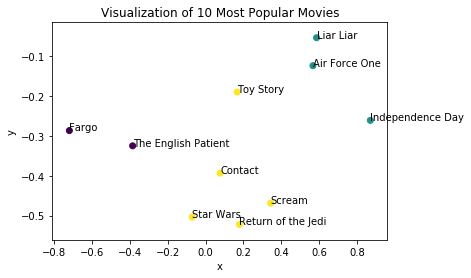 Visualization of 10 Most Popular Movies
Liar Liar
−0.1
Air Force One
Toy Story
−0.2
Independence Day
Fargo
−0.3
The English Patient
y
Contact
−0.4
Scream
Star Wars
−0.5
Return of the Jedi
−0.8 −0.6 −0.4 −0.2 0.0 0.2 0.4 0.6 0.8
x